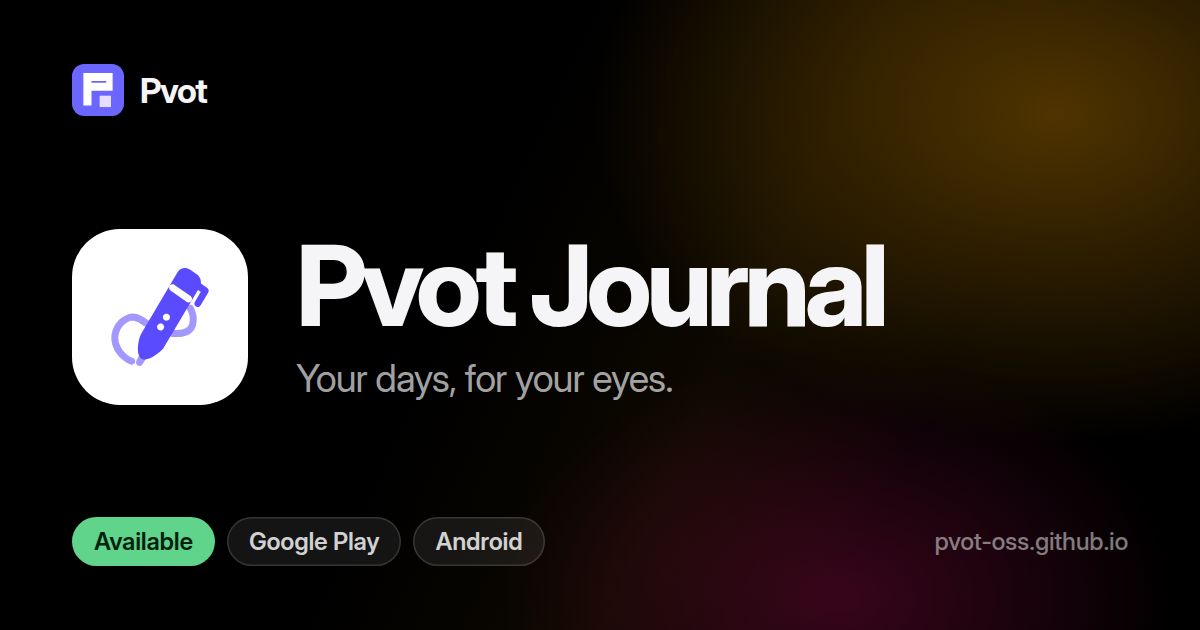 Pvot
Pvot Journal
Your days, for your eyes.
Available
Google Play
Android
pvot-oss.github.io